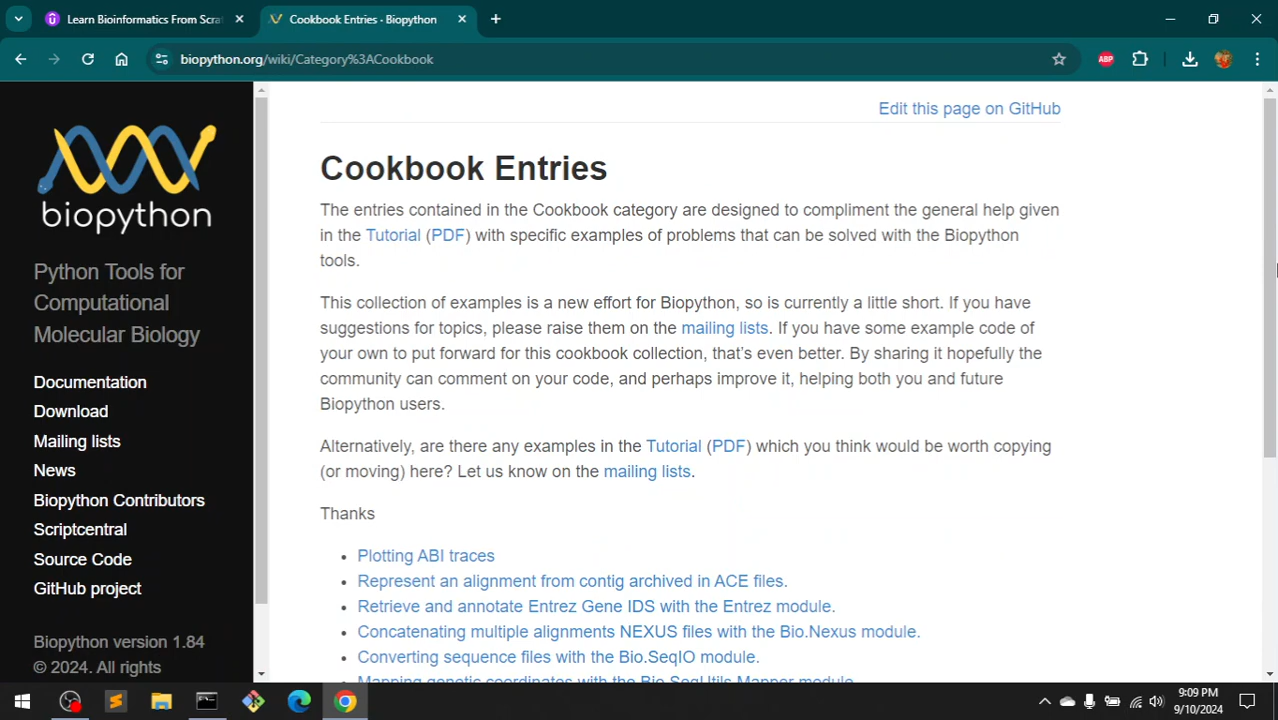 Learn Bioinformatics From Scra
Cookbook Entries · Biopython
biopython.org/wiki/Category%3ACookbook
ABP
biopython
Python Tools for
Computational
Molecular Biology
Documentation
Download
Mailing lists
News
Biopython Contributors
Scriptcentral
Source Code
GitHub project
Biopython version 1.84
© 2024. All rights
Edit this page on GitHub
Cookbook Entries
The entries contained in the Cookbook category are designed to compliment the general help given
in the Tutorial (PDF) with specific examples of problems that can be solved with the Biopython
tools.
This collection of examples is a new effort for Biopython, so is currently a little short. If you have
suggestions for topics, please raise them on the mailing lists. If you have some example code of
your own to put forward for this cookbook collection, that’s even better. By sharing it hopefully the
community can comment on your code, and perhaps improve it, helping both you and future
Biopython users.
Alternatively, are there any examples in the Tutorial (PDF) which you think would be worth copying
(or moving) here? Let us know on the mailing lists.
Thanks
• Plotting ABI traces
• Represent an alignment from contig archived in ACE files.
• Retrieve and annotate Entrez Gene IDS with the Entrez module.
• Concatenating multiple alignments NEXUS files with the Bio.Nexus module.
• Converting sequence files with the Bio.SeqIO module.
Mapping genetic coordinates with the Bio.SeqUtils.Mapper module
9:09 PM
9/10/2024